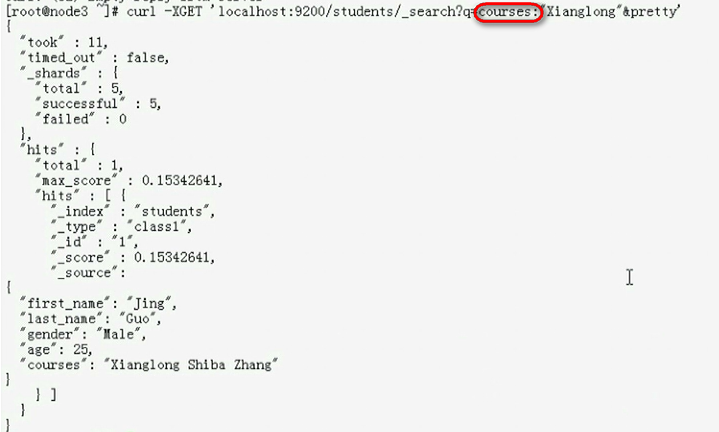 [root@node3 ~]# curl -XGET 'localhost:9200/students/_search?q=courses:"Xianglong"&pretty'
{
"took" : 11,
"timed_out" : false,
"_shards" : {
"total" : 5,
"successful" : 5,
"failed" : 0
},
"hits" : {
"total" : 1,
"max_score" : 0.15342641,
"hits" : [ {
"_index" : "students",
"_type" : "class1",
"_id" : "1",
"_score" : 0.15342641,
"_source":
{
"first_name": "Jing",
"last_name": "Guo",
"gender": "Male",
"age": 25,
"courses": "Xianglong Shiba Zhang"
}
} ]
}
}